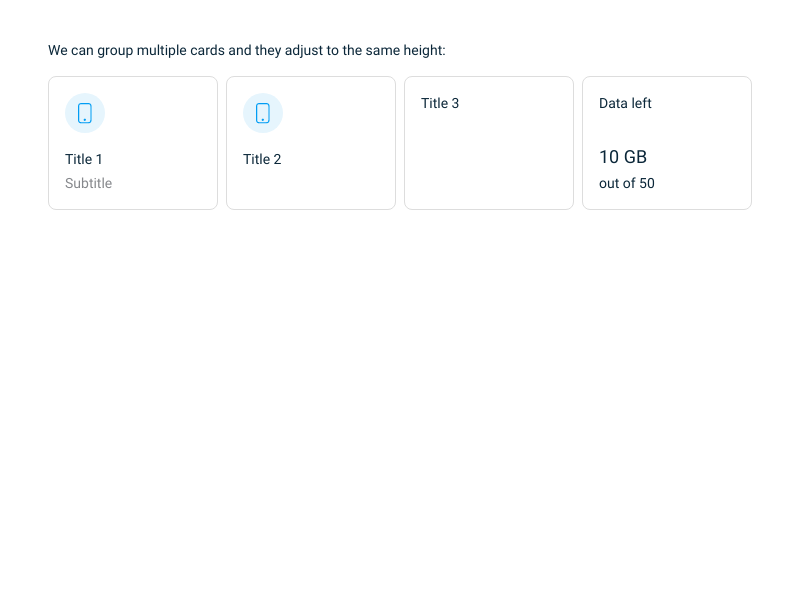 We can group multiple cards and they adjust to the same height:
Title 1
Subtitle
Title 2
Title 3
Data left
10 GB
out of 50